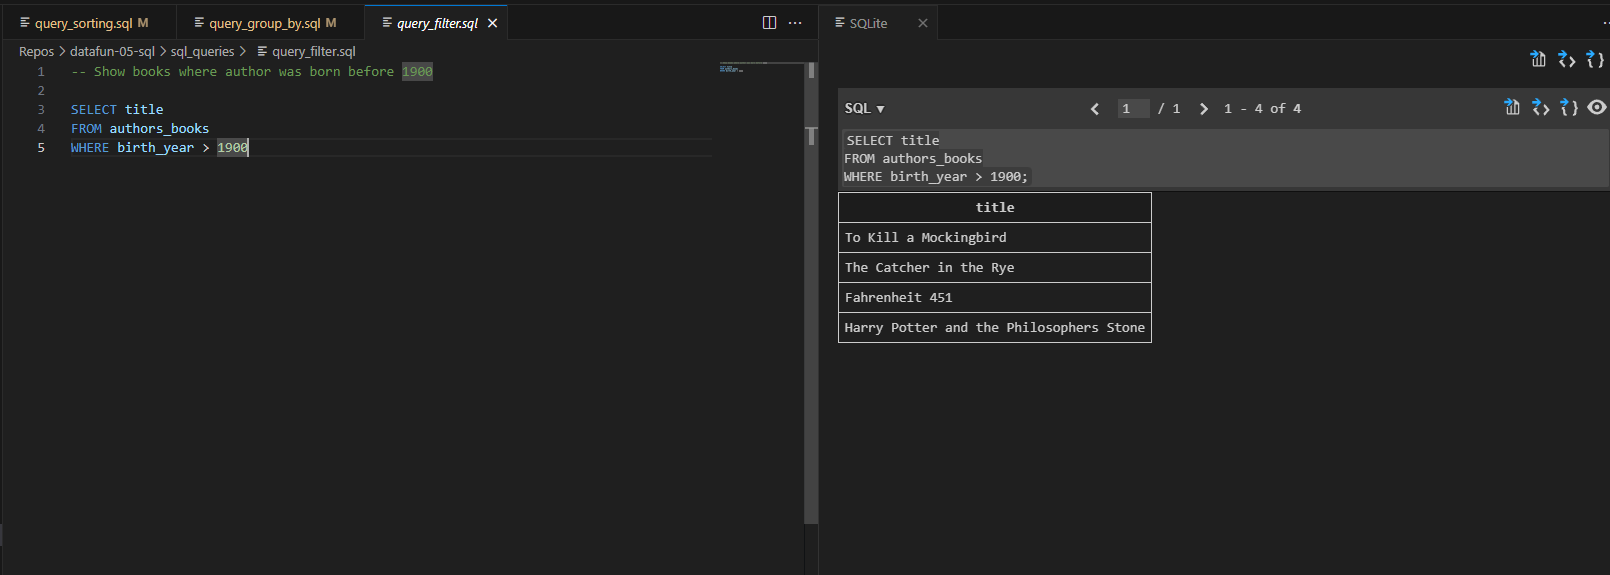 query_sorting.sql M
query_group_by.sql M
query_filter.sql
Repos > datafun-05-sql > sql_queries > query_filter.sql
1 -- Show books where author was born before 1900
2
3 SELECT title
4 FROM authors_books
5 WHERE birth_year > 1900
SQLite
SQL 1 / 1 1 - 4 of 4
SELECT title
FROM authors_books
WHERE birth_year > 1900;
title
To Kill a Mockingbird
The Catcher in the Rye
Fahrenheit 451
Harry Potter and the Philosophers Stone